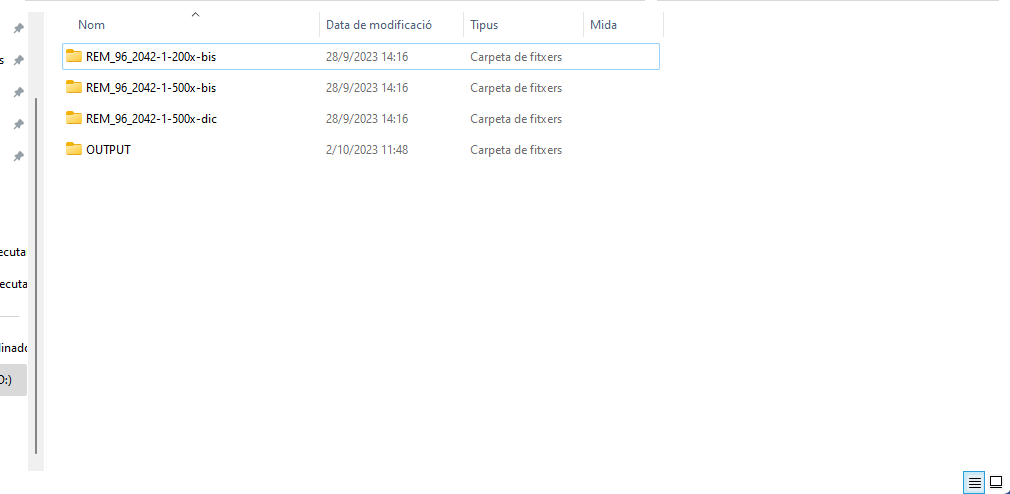 Nom Data de modificació Tipus Mida
REM_96_2042-1-200x-bis 28/9/2023 14:16 Carpeta de fitxers
REM_96_2042-1-500x-bis 28/9/2023 14:16 Carpeta de fitxers
REM_96_2042-1-500x-dic 28/9/2023 14:16 Carpeta de fitxers
OUTPUT 2/10/2023 11:48 Carpeta de fitxers
s
ecuta
ecuta
linado
D:)